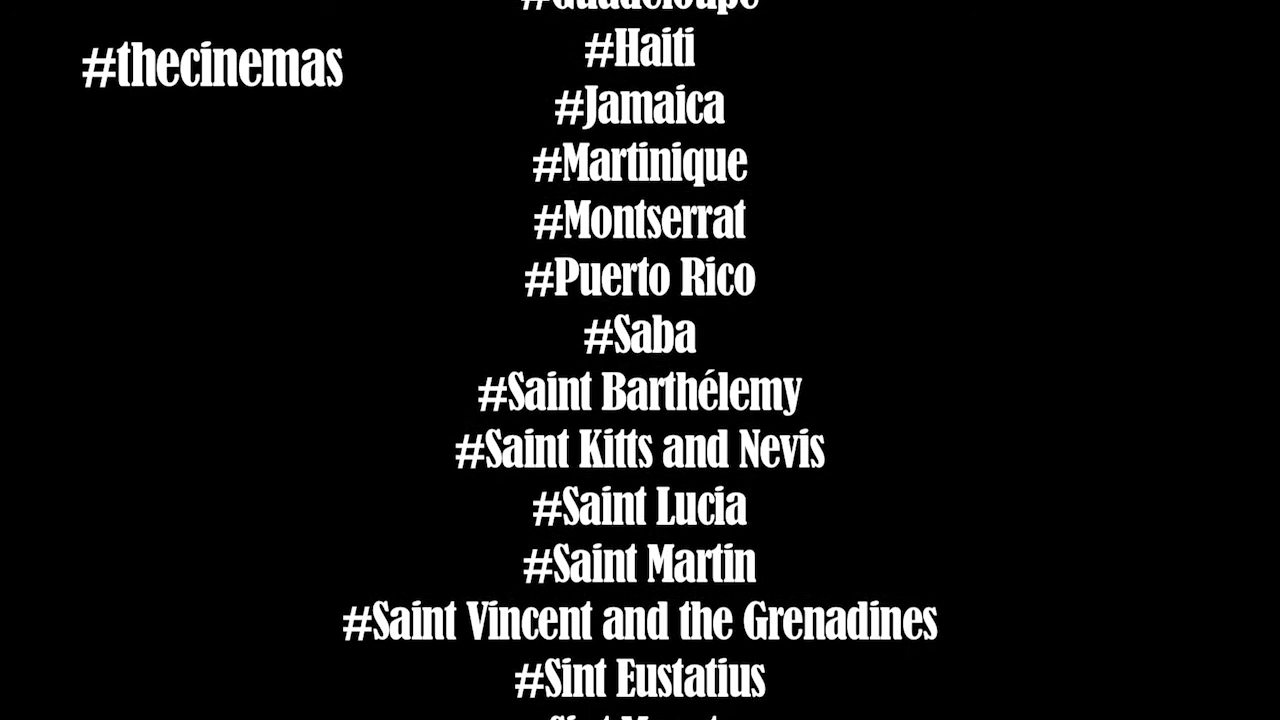 #Guadeloupe
#thecinemas
#Haiti
#Jamaica
#Martinique
#Montserrat
#Puerto Rico
#Saba
#Saint Barthélemy
#Saint Kitts and Nevis
#Saint Lucia
#Saint Martin
#Saint Vincent and the Grenadines
#Sint Eustatius